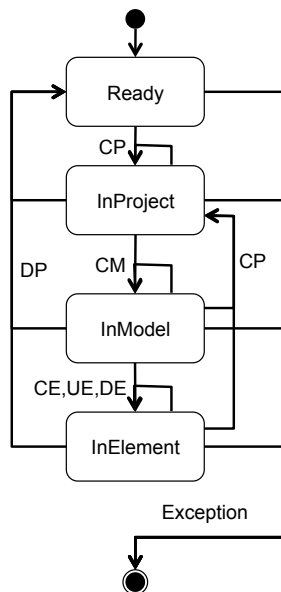 Ready
CP
InProject
DP
CM
CP
InModel
CE,UE,DE
InElement
Exception